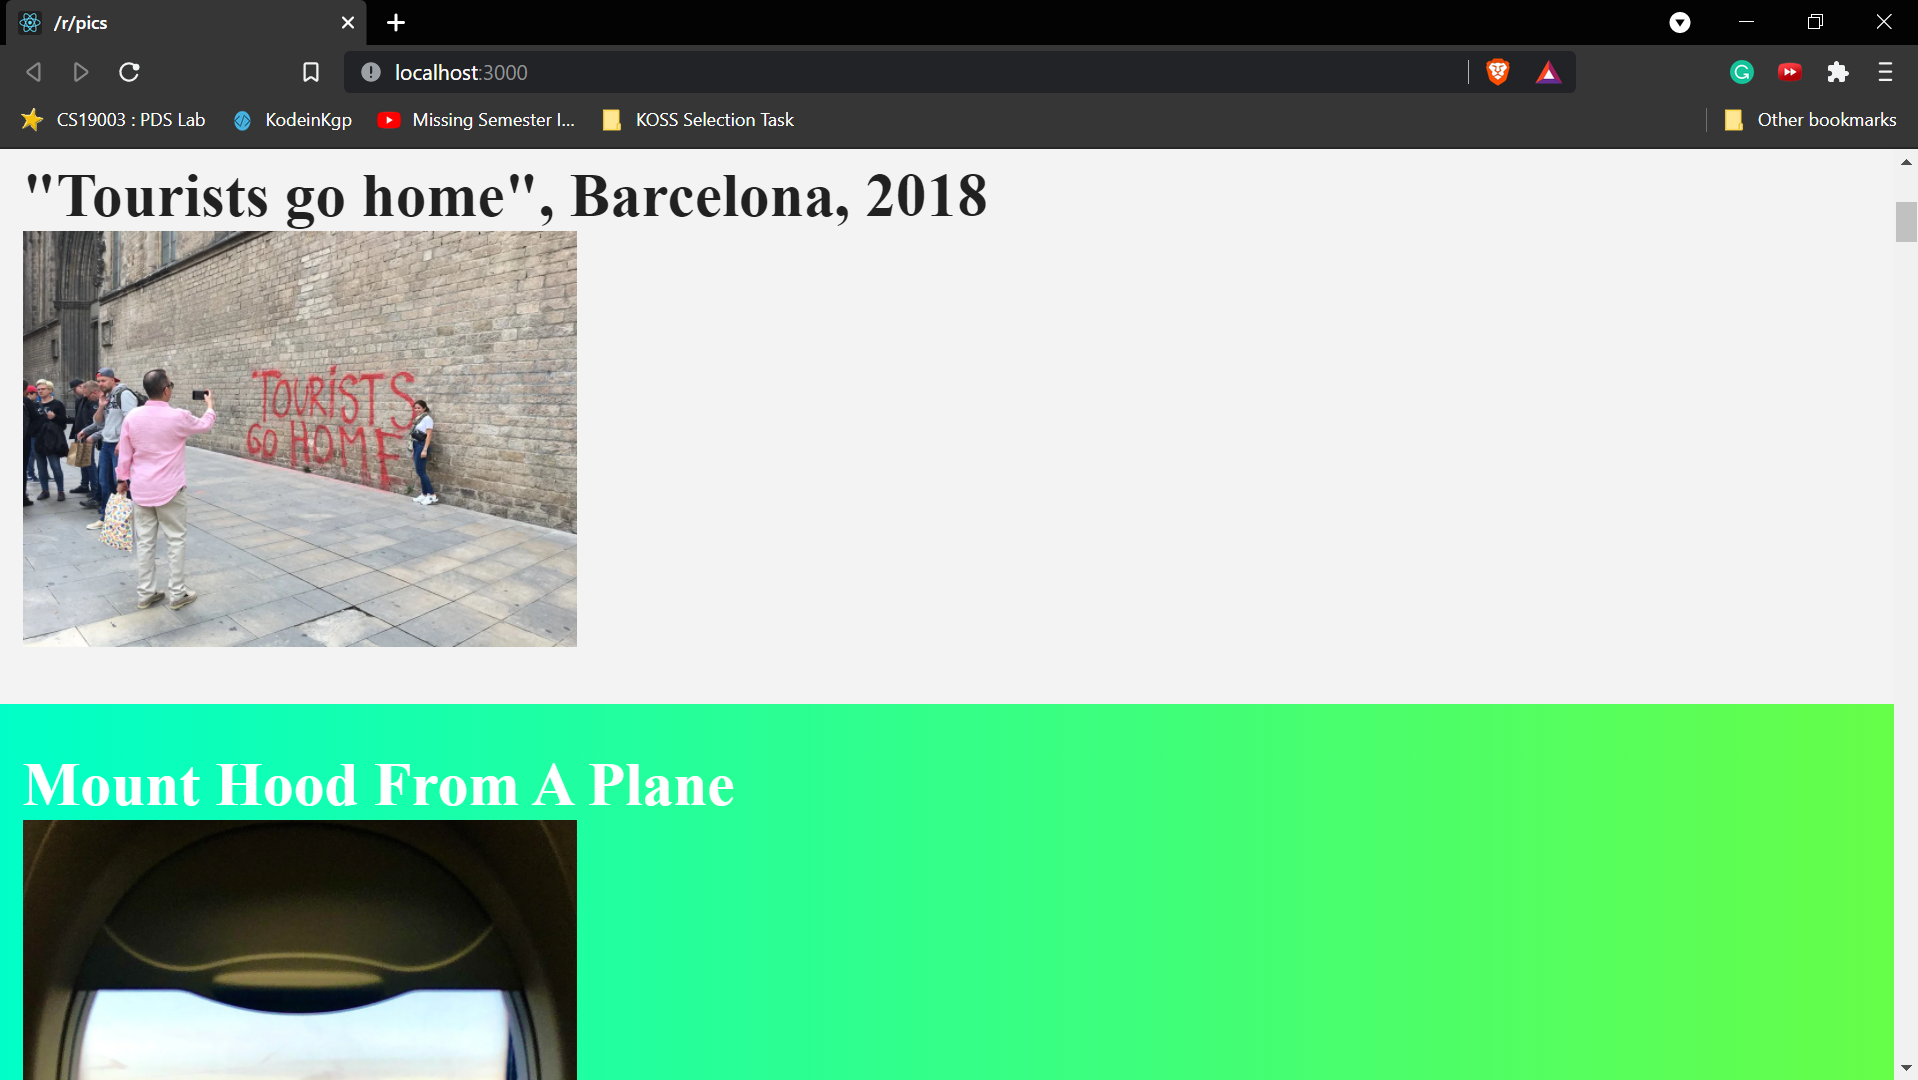 /r/pics
localhost:3000
CS19003 : PDS Lab
KodeinKgp
Missing Semester I...
KOSS Selection Task
Other bookmarks
"Tourists go home", Barcelona, 2018
TOURISTS
GO HOME
Mount Hood From A Plane